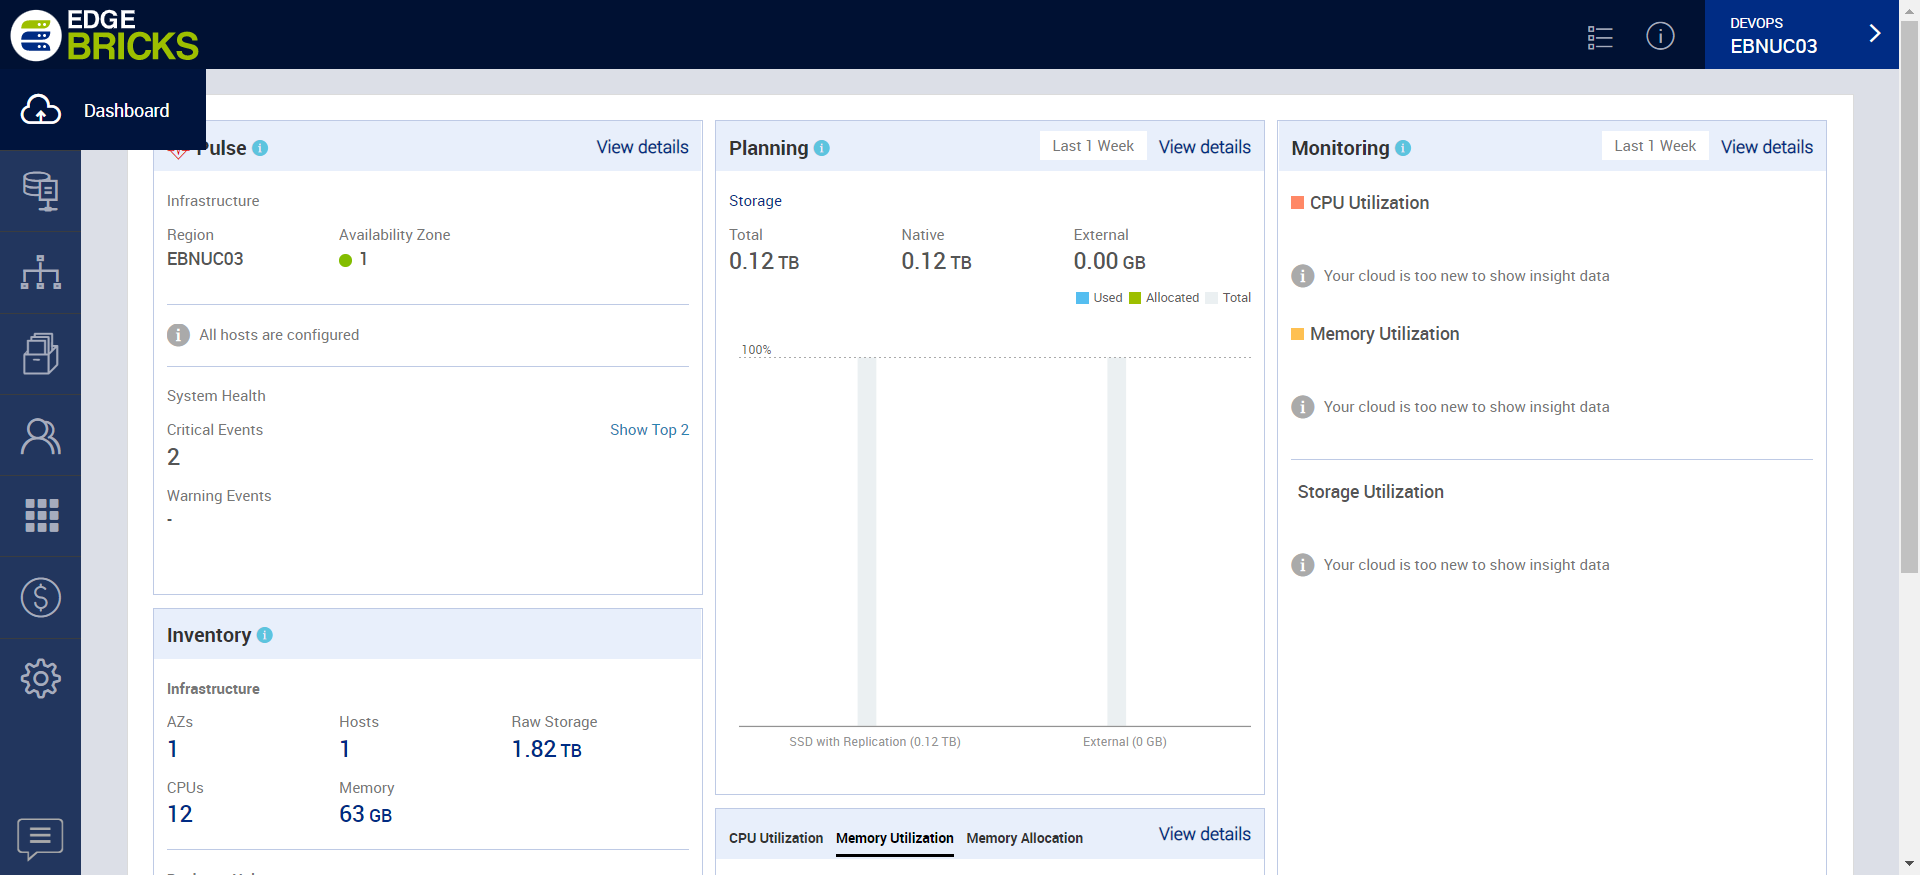 EDGE
BRICKS
DEVOPS
EBNUC03
Dashboard
Pulse
View details
Infrastructure
Region
Availability Zone
EBNUC03
1
All hosts are configured
System Health
Critical Events
Show Top 2
2
Warning Events
-
Inventory
Infrastructure
AZs
Hosts
Raw Storage
1
1
1.82 TB
CPUs
Memory
12
63 GB
Planning
Last 1 Week
View details
Storage
Total
Native
External
0.12 TB
0.12 TB
0.00 GB
Used
Allocated
Total
100%
SSD with Replication (0.12 TB)
External (0 GB)
CPU Utilization
Memory Utilization
Memory Allocation
View details
Monitoring
Last 1 Week
View details
CPU Utilization
Your cloud is too new to show insight data
Memory Utilization
Your cloud is too new to show insight data
Storage Utilization
Your cloud is too new to show insight data